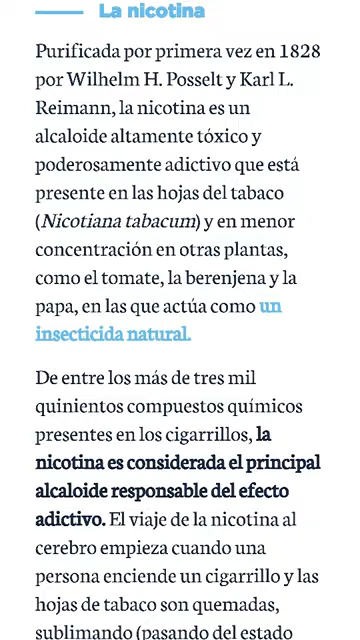 La nicotina
Purificada por primera vez en 1828
por Wilhelm H. Posselt y Karl L.
Reimann, la nicotina es un
alcaloide altamente tóxico y
poderosamente adictivo que está
presente en las hojas del tabaco
(Nicotiana tabacum) y en menor
concentración en otras plantas,
como el tomate, la berenjena y la
papa, en las que actúa como un
insecticida natural.
De entre los más de tres mil
quinientos compuestos químicos
presentes en los cigarrillos, la
nicotina es considerada el principal
alcaloide responsable del efecto
adictivo. El viaje de la nicotina al
cerebro empieza cuando una
persona enciende un cigarrillo y las
hojas de tabaco son quemadas,
sublimando (pasando del estado